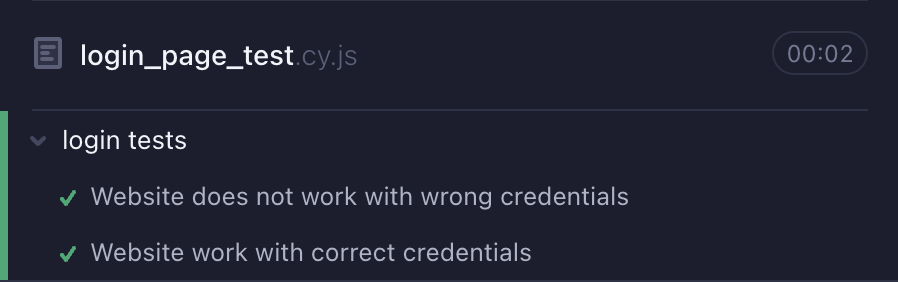 login_page_test.cy.js 00:02
login tests
Website does not work with wrong credentials
Website work with correct credentials